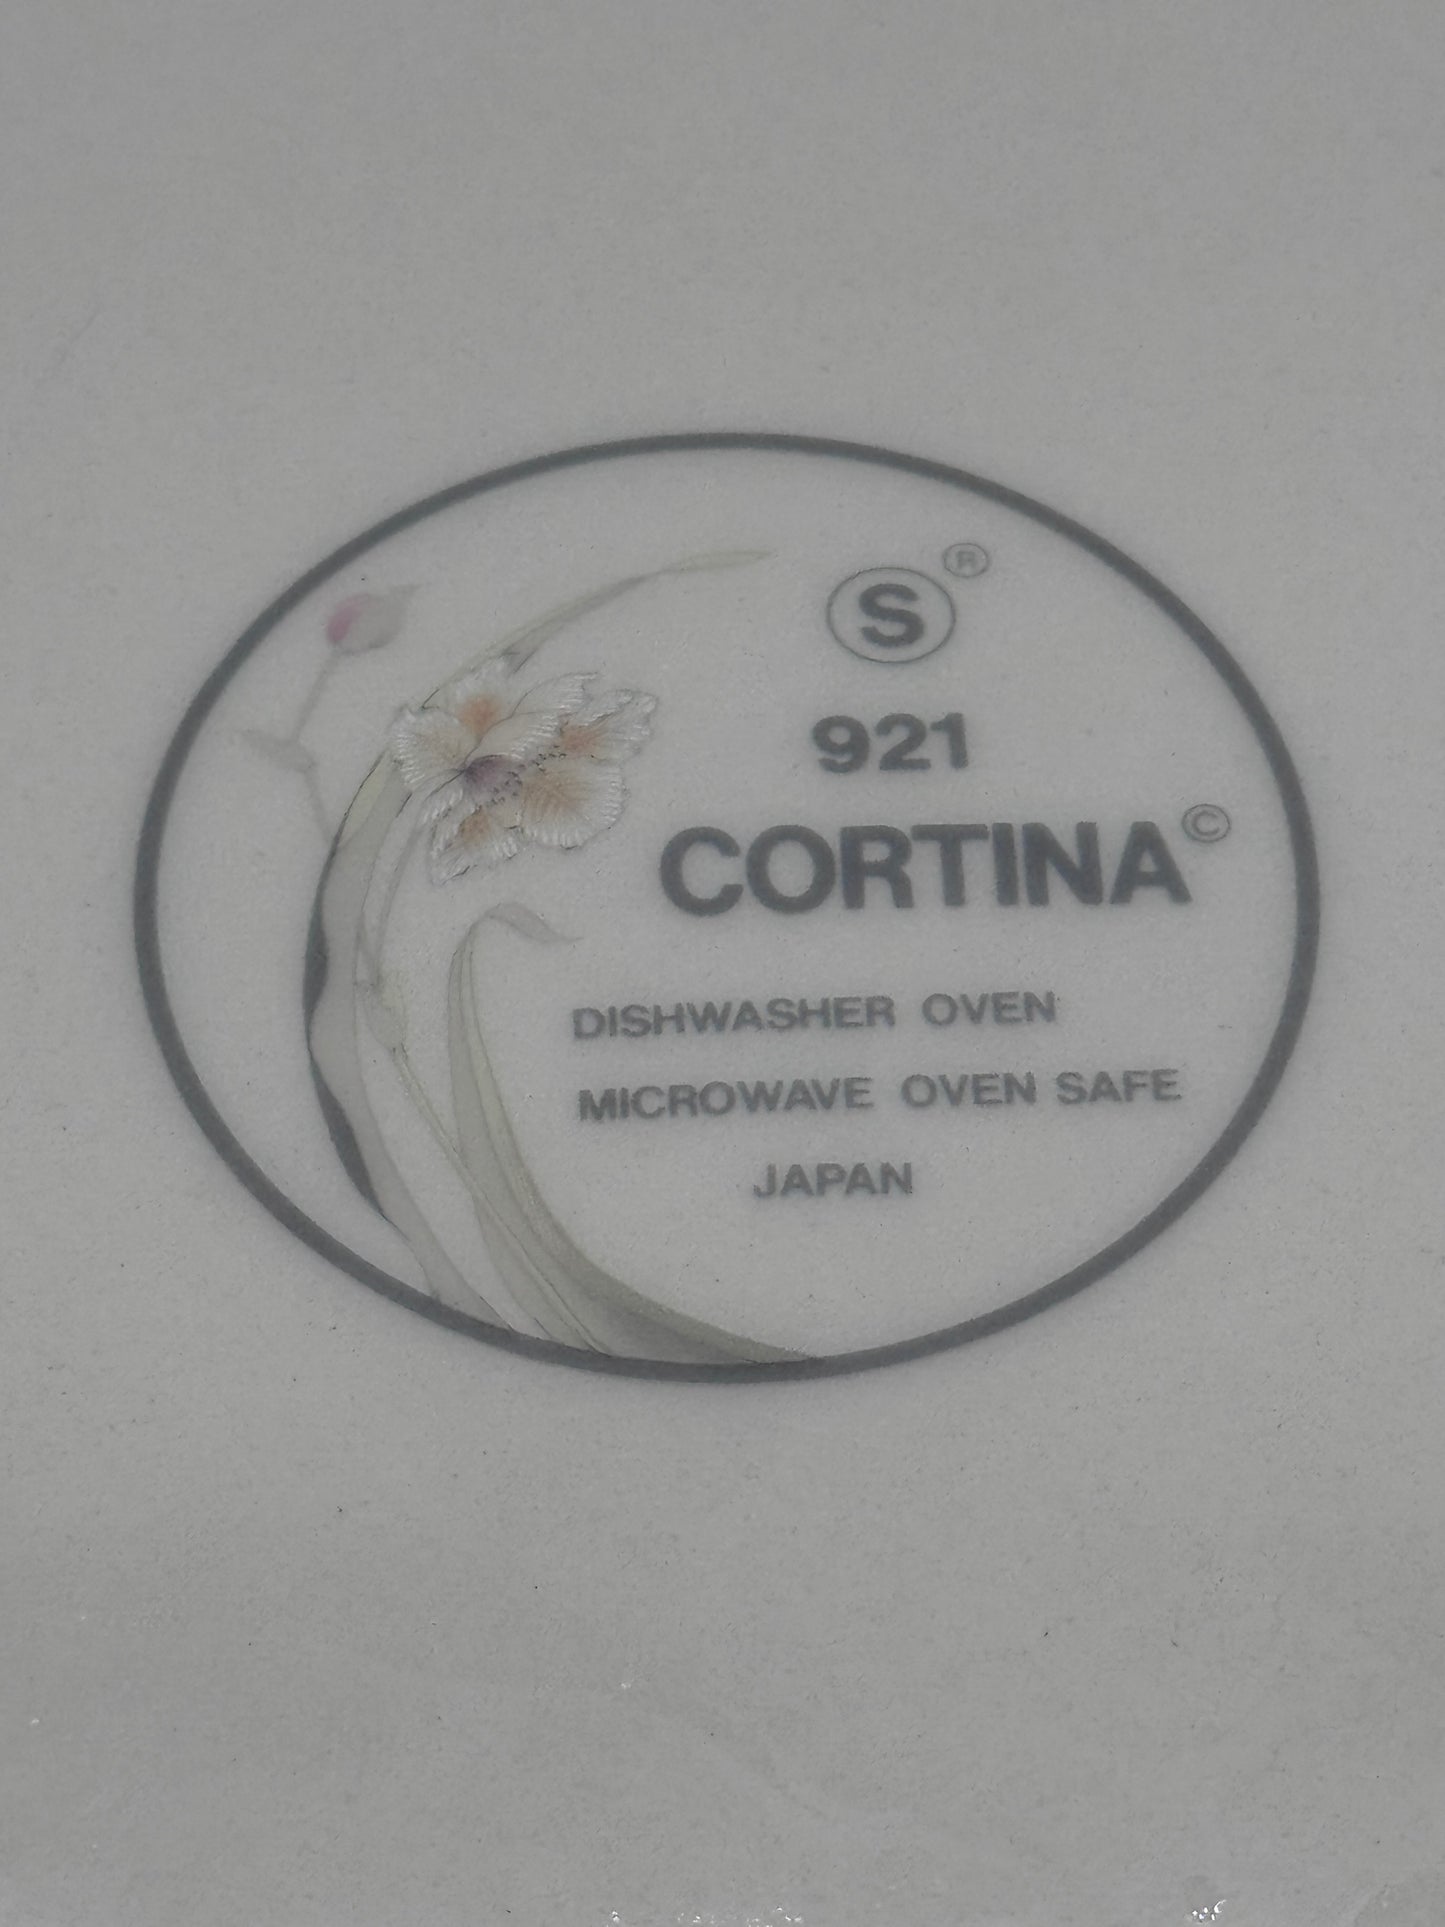 S ®
921
CORTINA ©
DISHWASHER OVEN
MICROWAVE OVEN SAFE
JAPAN